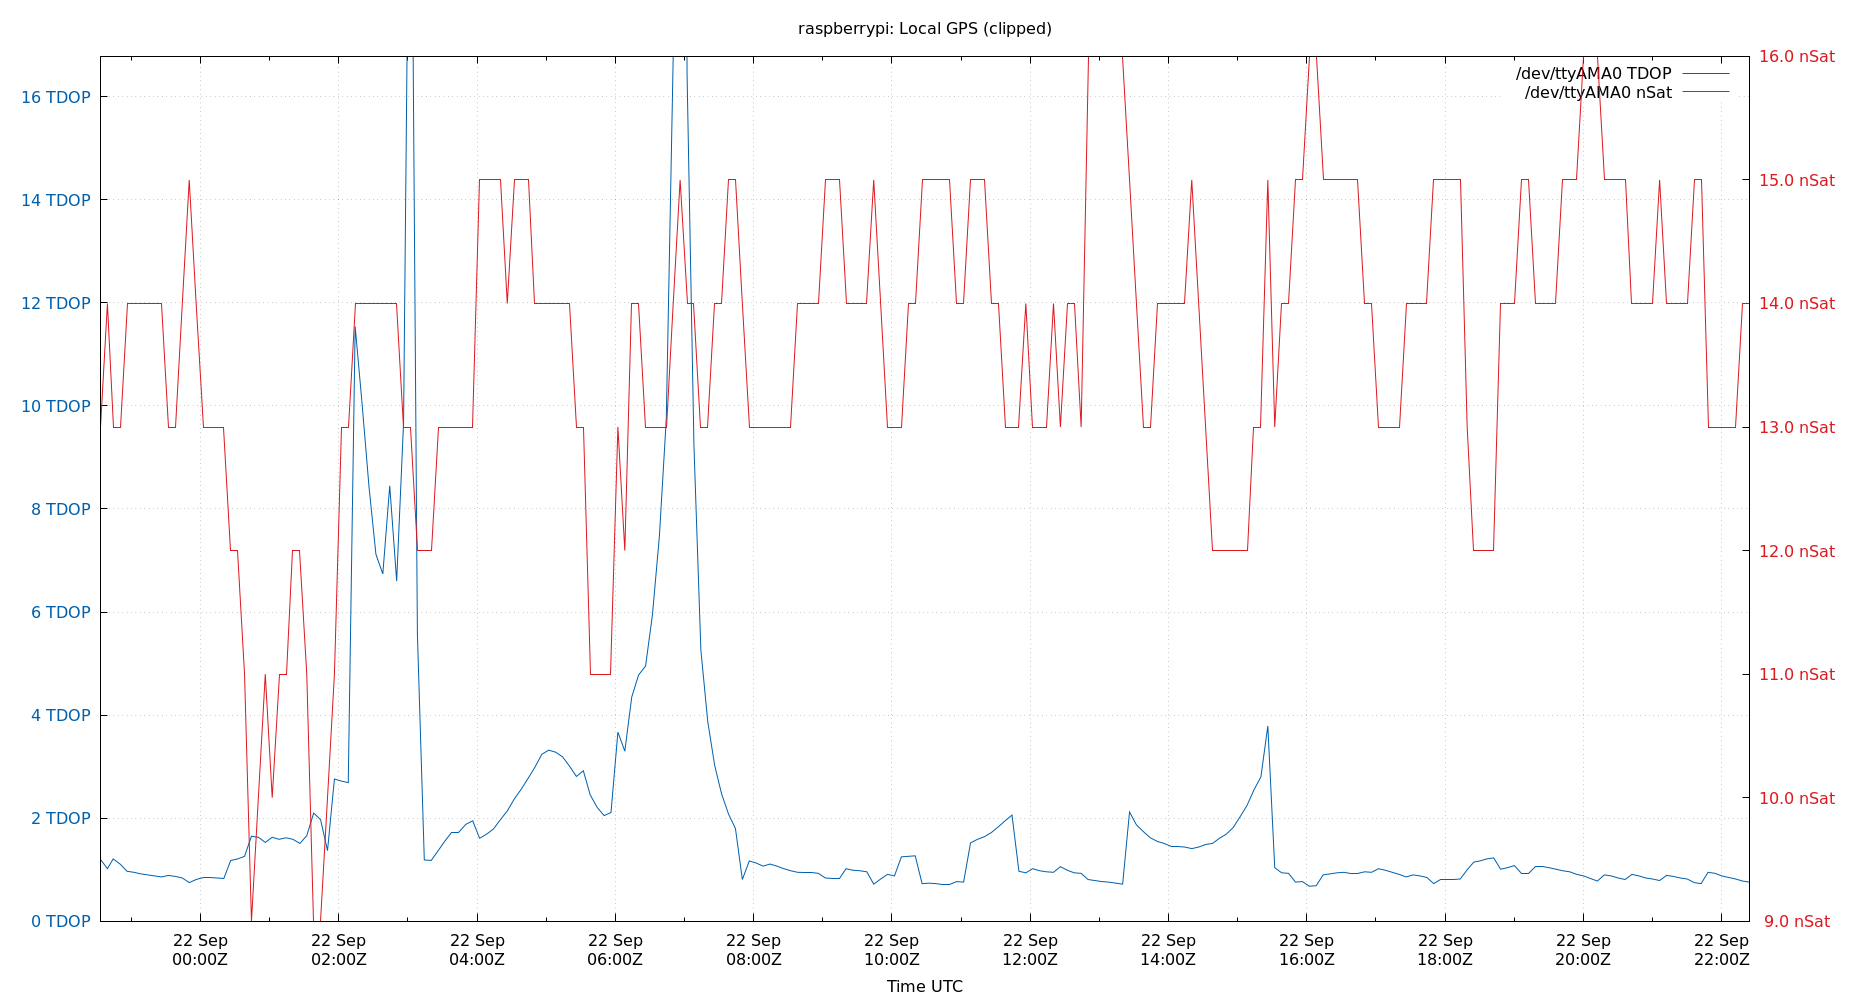 raspberrypi: Local GPS (clipped)
16.0 nSat
/dev/ttyAMA0 TDOP
/dev/ttyAMA0 nSat
16 TDOP
15.0 nSat
14 TDOP
12 TDOP
14.0 nSat
10 TDOP
13.0 nSat
8 TDOP
12.0 nSat
6 TDOP
11.0 nSat
4 TDOP
10.0 nSat
2 TDOP
0 TDOP
9.0 nSat
22 Sep 22 Sep 22 Sep 22 Sep 22 Sep 22 Sep 22 Sep 22 Sep 22 Sep 22 Sep 22 Sep 22 Sep
00:00Z 02:00Z 04:00Z 06:00Z 08:00Z 10:00Z 12:00Z 14:00Z 16:00Z 18:00Z 20:00Z 22:00Z
Time UTC